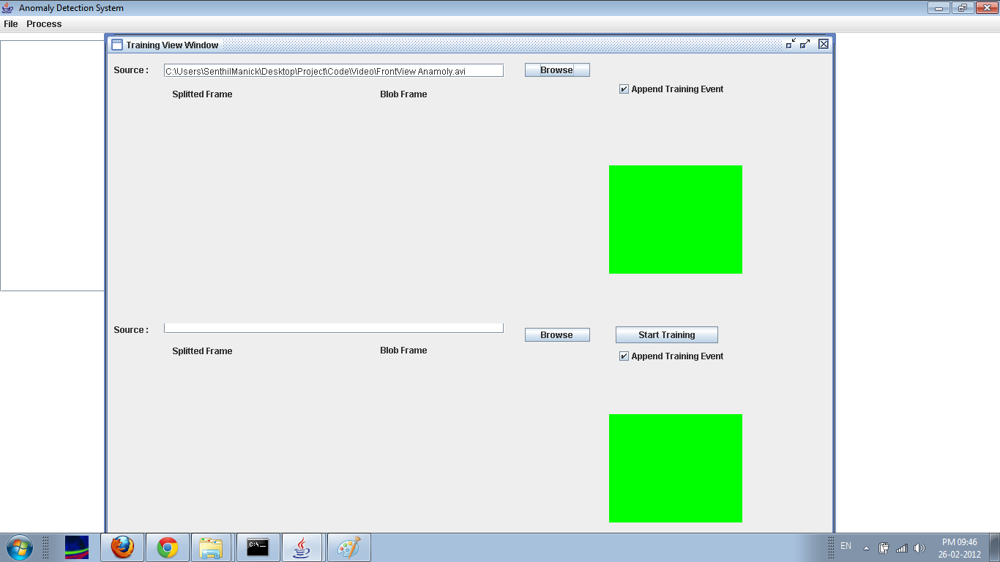 Anomaly Detection System
File Process
Training View Window
Source : C:\Users\SenthilManick\Desktop\Project\Code\Video\FrontView Anamoly.avi Browse
Append Training Event
Splitted Frame Blob Frame
Source : Browse Start Training
Splitted Frame Blob Frame
Append Training Event
C:\_
EN PM 09:46
26-02-2012